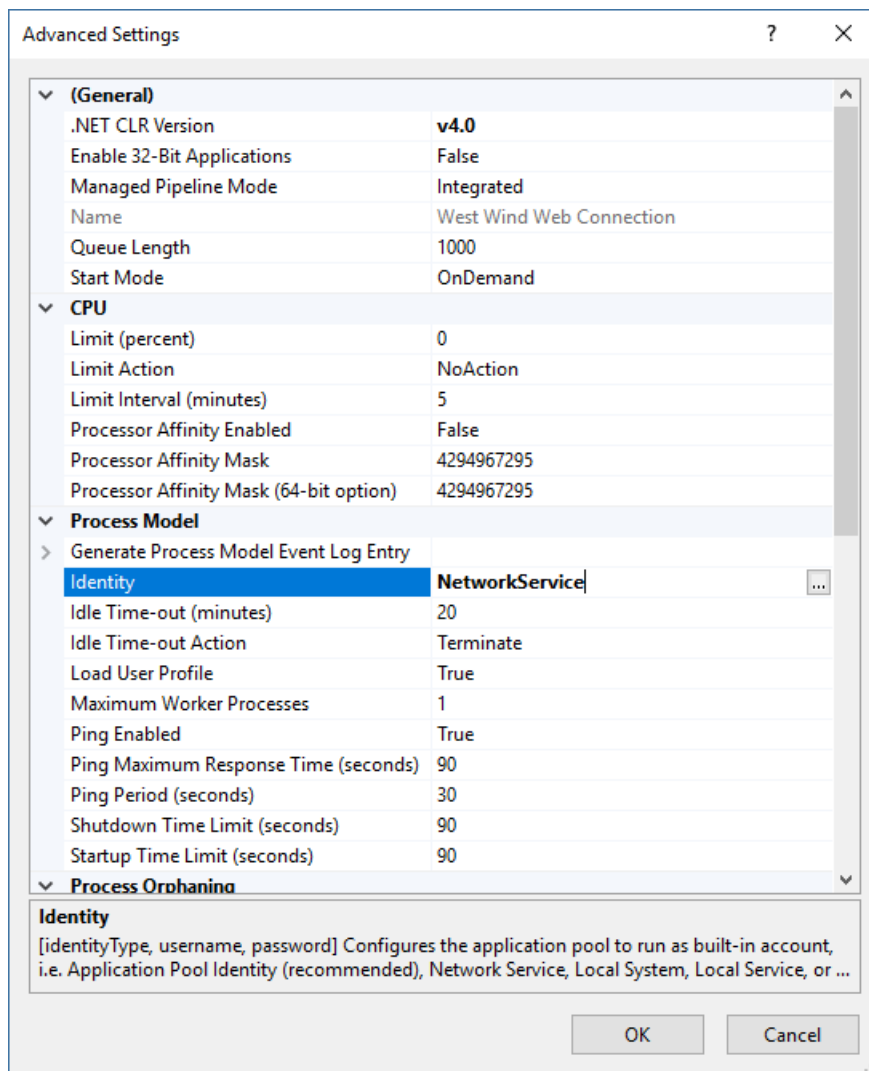 Advanced Settings ? ×
(General)
.NET CLR Version v4.0
Enable 32-Bit Applications False
Managed Pipeline Mode Integrated
Name West Wind Web Connection
Queue Length 1000
Start Mode OnDemand
CPU
Limit (percent) 0
Limit Action NoAction
Limit Interval (minutes) 5
Processor Affinity Enabled False
Processor Affinity Mask 4294967295
Processor Affinity Mask (64-bit option) 4294967295
Process Model
Generate Process Model Event Log Entry
Identity NetworkService ...
Idle Time-out (minutes) 20
Idle Time-out Action Terminate
Load User Profile True
Maximum Worker Processes 1
Ping Enabled True
Ping Maximum Response Time (seconds) 90
Ping Period (seconds) 30
Shutdown Time Limit (seconds) 90
Startup Time Limit (seconds) 90
Process Orphaning
Identity
[identityType, username, password] Configures the application pool to run as built-in account,
i.e. Application Pool Identity (recommended), Network Service, Local System, Local Service, or ...
OK Cancel